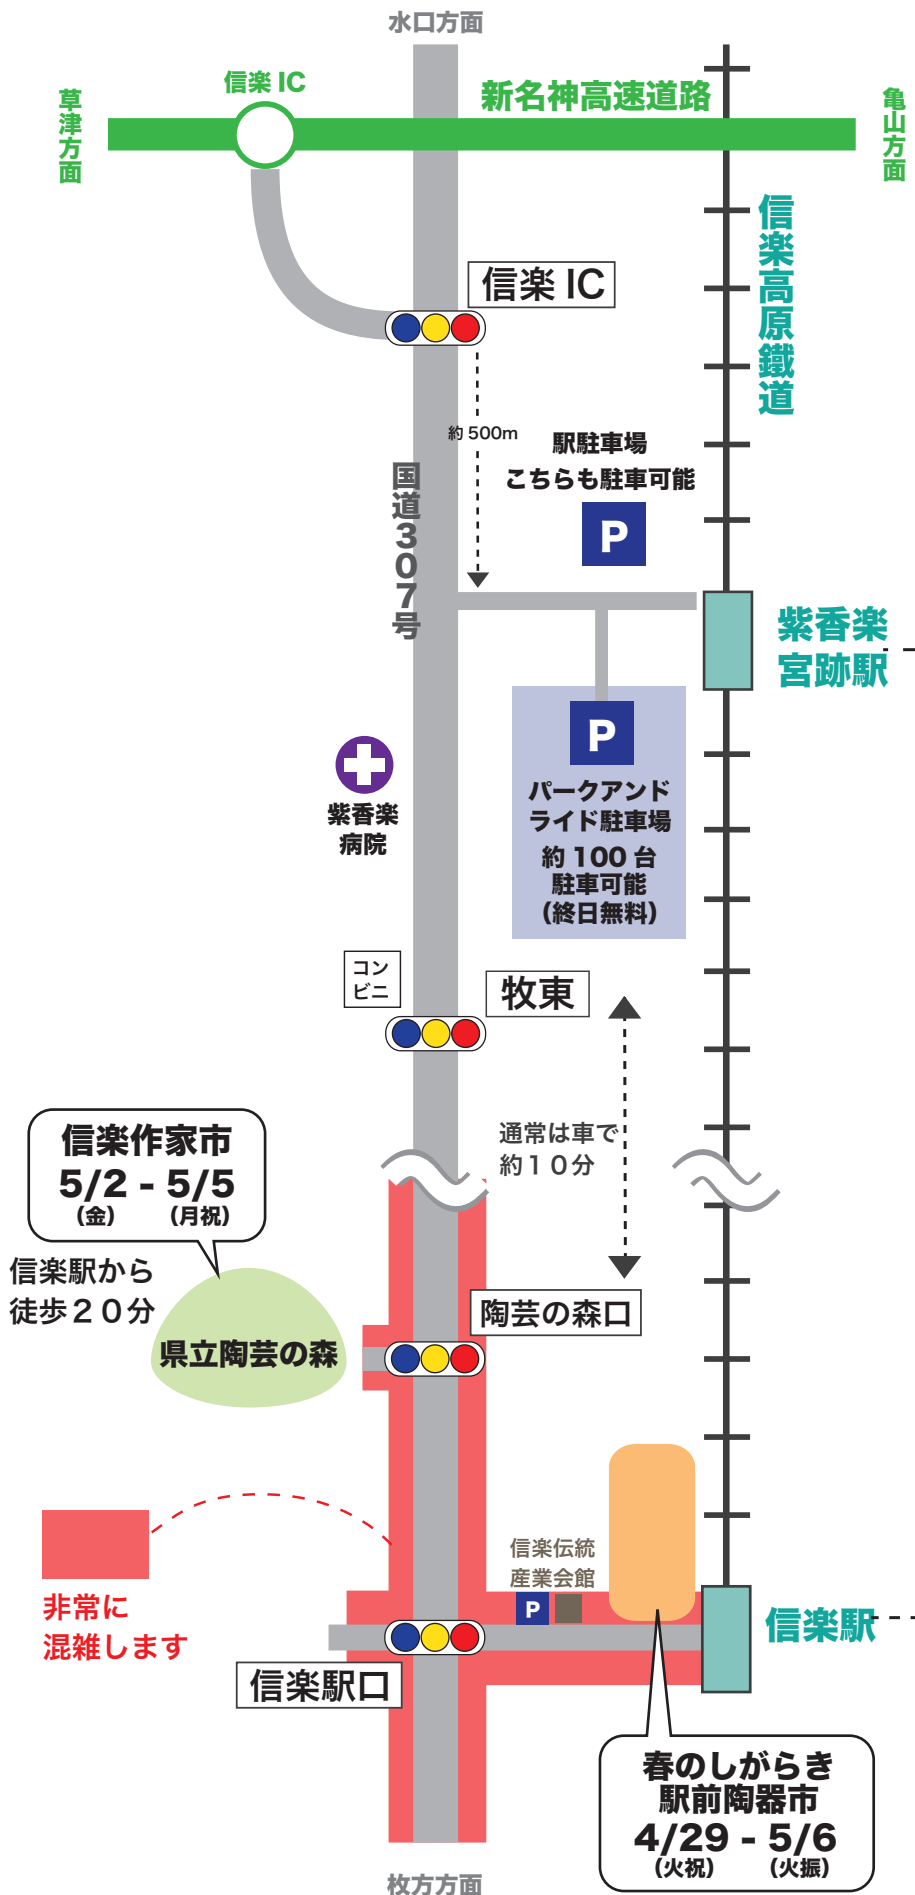 水口方面
信楽 IC
新名神高速道路
草津方面
亀山方面
信楽高原鐵道
信楽 IC
約 500m
駅駐車場
こちらも駐車可能
P
国道307号
紫香楽
宮跡駅
P
パークアンド
ライド駐車場
約 100 台
駐車可能
(終日無料)
紫香楽
病院
コン
ビニ
牧東
通常は車で
約10分
信楽作家市
5/2 - 5/5
(金) (月祝)
信楽駅から
徒歩20分
県立陶芸の森
陶芸の森口
非常に
混雑します
信楽伝統
産業会館
P
信楽駅
信楽駅口
春のしがらき
駅前陶器市
4/29 - 5/6
(火祝) (火振)
枚方方面